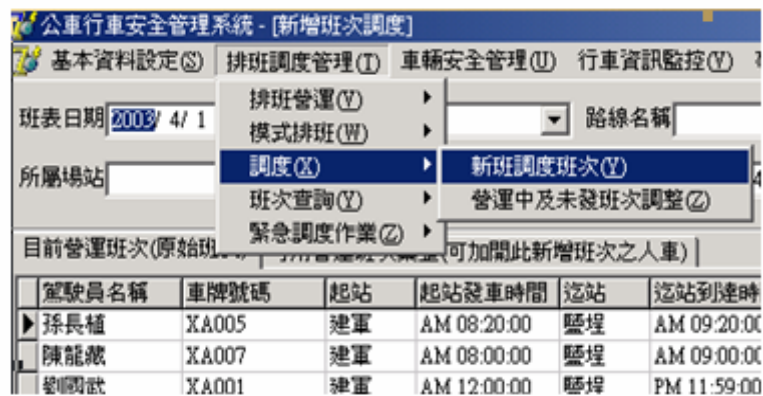 公車行車安全管理系統 - [新增班次調度]
基本資料設定(S) 排班調度管理(T) 車輛安全管理(U) 行車資訊監控(V)
班表日期 2003/ 4/ 1 路線名稱
排班營運(V)
模式排班(W)
調度(X) 新班調度班次(Y)
所屬場站
班次查詢(Y) 營運中及未發班次調整(Z)
緊急調度作業(Z)
目前營運班次(原始班 (可加開此新增班次之人車)
駕駛員名稱 車牌號碼 起站 起站發車時間 迄站 迄站到達時
孫長植 XA005 建軍 AM 08:20:00 鹽埕 AM 09:20:00
陳龍藏 XA007 建軍 AM 08:00:00 鹽埕 AM 09:00:00
劉國武 XA001 建軍 AM 12:00:00 鹽埕 PM 11:59:00